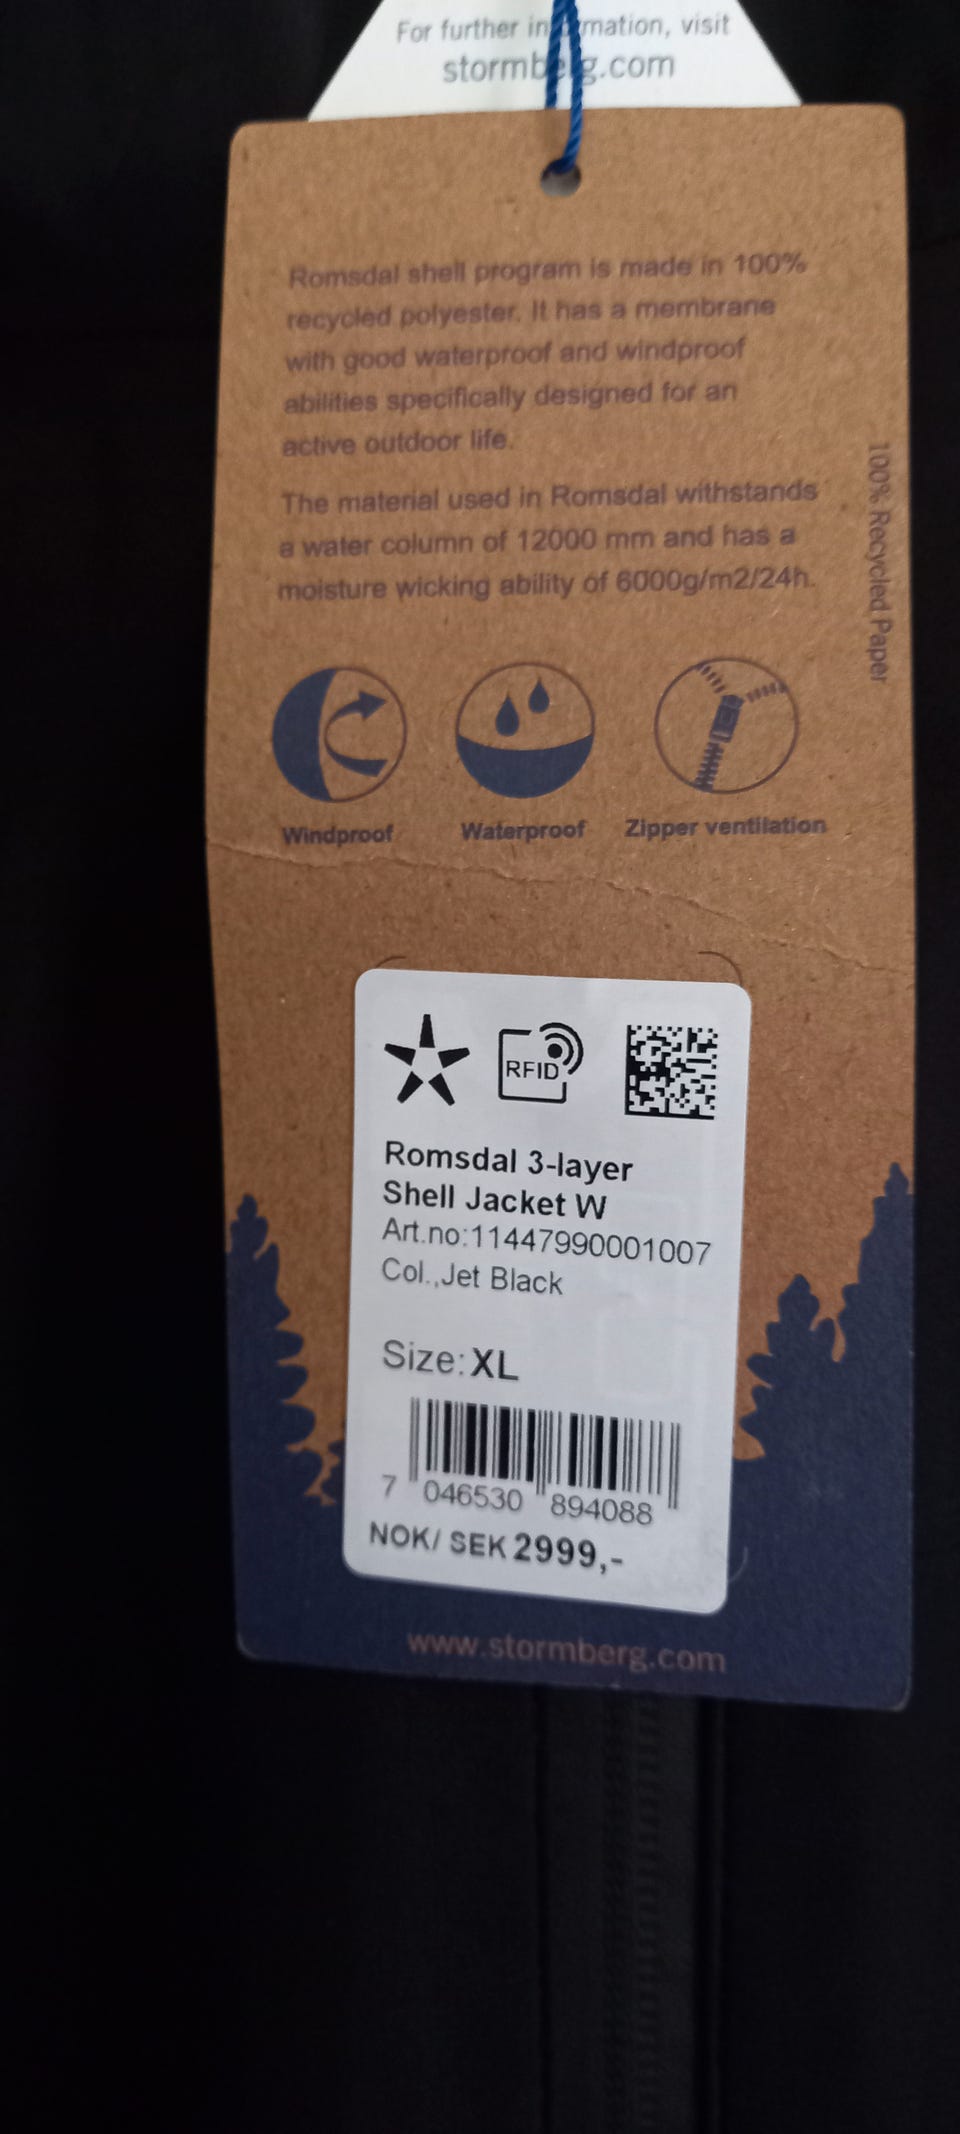 For further information, visit
stormberg.com
Romsdal shell program is made in 100%
recycled polyester. It has a membrane
with good waterproof and windproof
abilities specifically designed for an
active outdoor life.
The material used in Romsdal withstands
a water column of 12000 mm and has a
moisture wicking ability of 6000g/m2/24h.
100% Recycled Paper
Windproof Waterproof Zipper ventilation
RFID
Romsdal 3-layer
Shell Jacket W
Art.no:11447990001007
Col.,Jet Black
Size:XL
7 046530 894088
NOK/ SEK 2999,-
www.stormberg.com